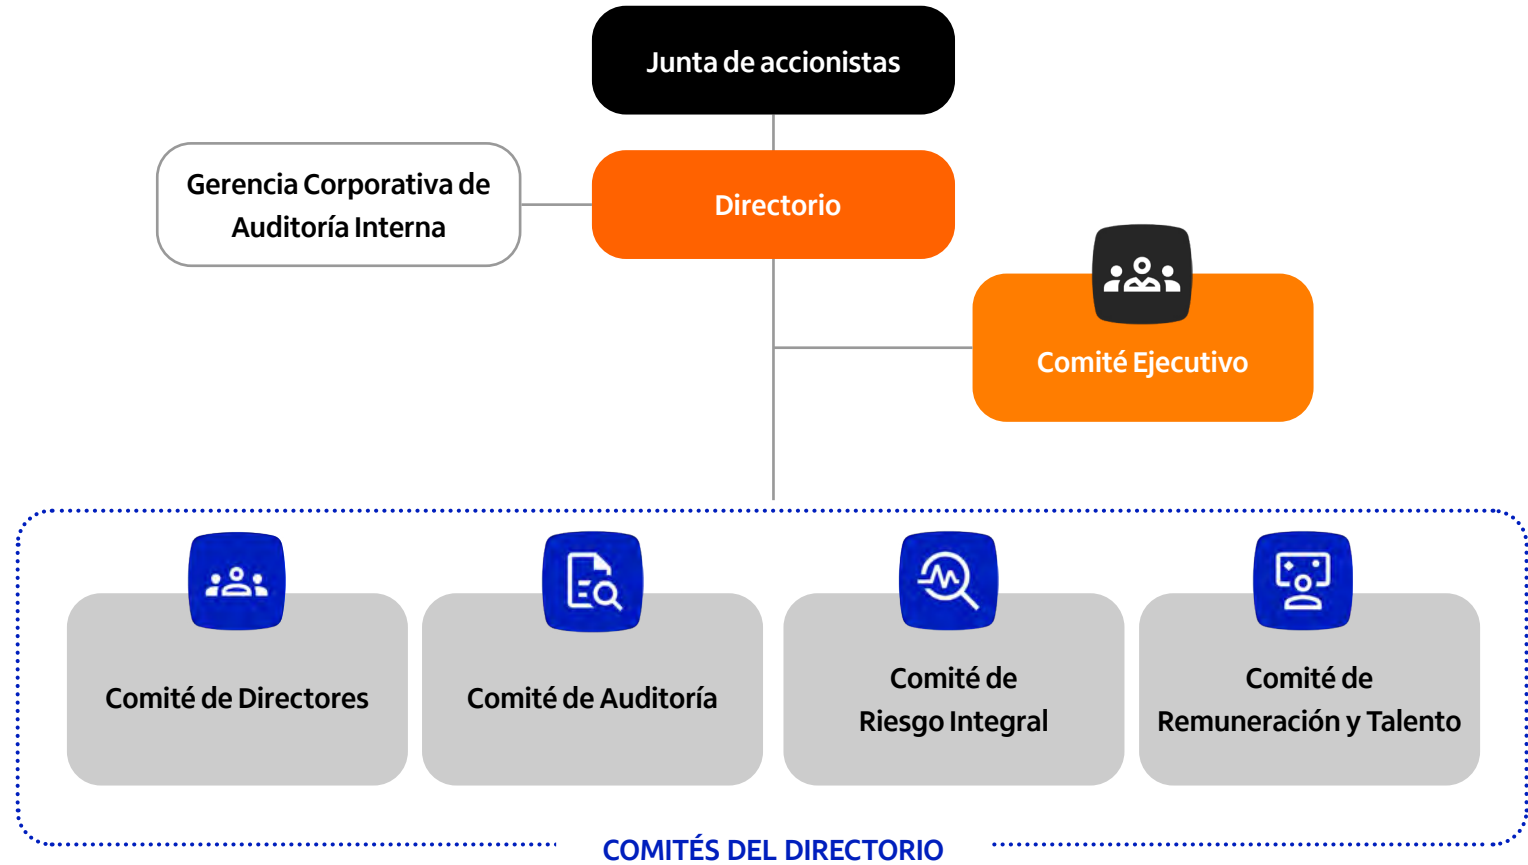 Junta de accionistas
Gerencia Corporativa de
Auditoría Interna
Directorio
Comité Ejecutivo
Comité de Directores
Comité de Auditoría
Comité de
Riesgo Integral
Comité de
Remuneración y Talento
COMITÉS DEL DIRECTORIO